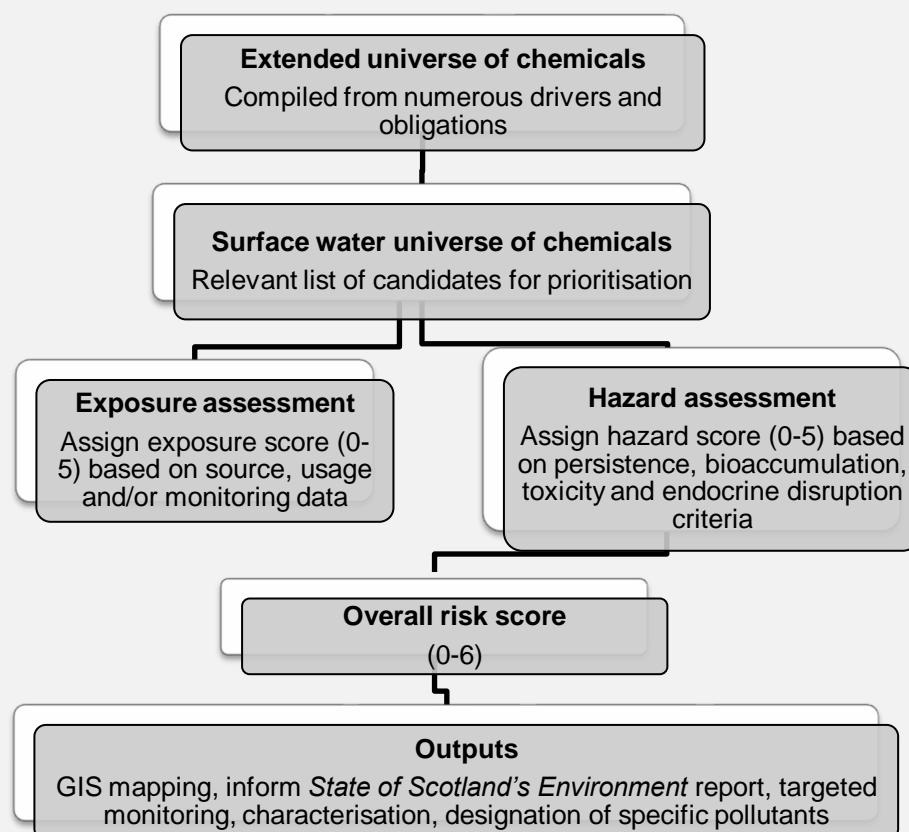 Extended universe of chemicals
Compiled from numerous drivers and
obligations
Surface water universe of chemicals
Relevant list of candidates for prioritisation
Exposure assessment
Assign exposure score (0-
5) based on source, usage
and/or monitoring data
Hazard assessment
Assign hazard score (0-5) based
on persistence, bioaccumulation,
toxicity and endocrine disruption
criteria
Overall risk score
(0-6)
Outputs
GIS mapping, inform State of Scotland's Environment report, targeted
monitoring, characterisation, designation of specific pollutants